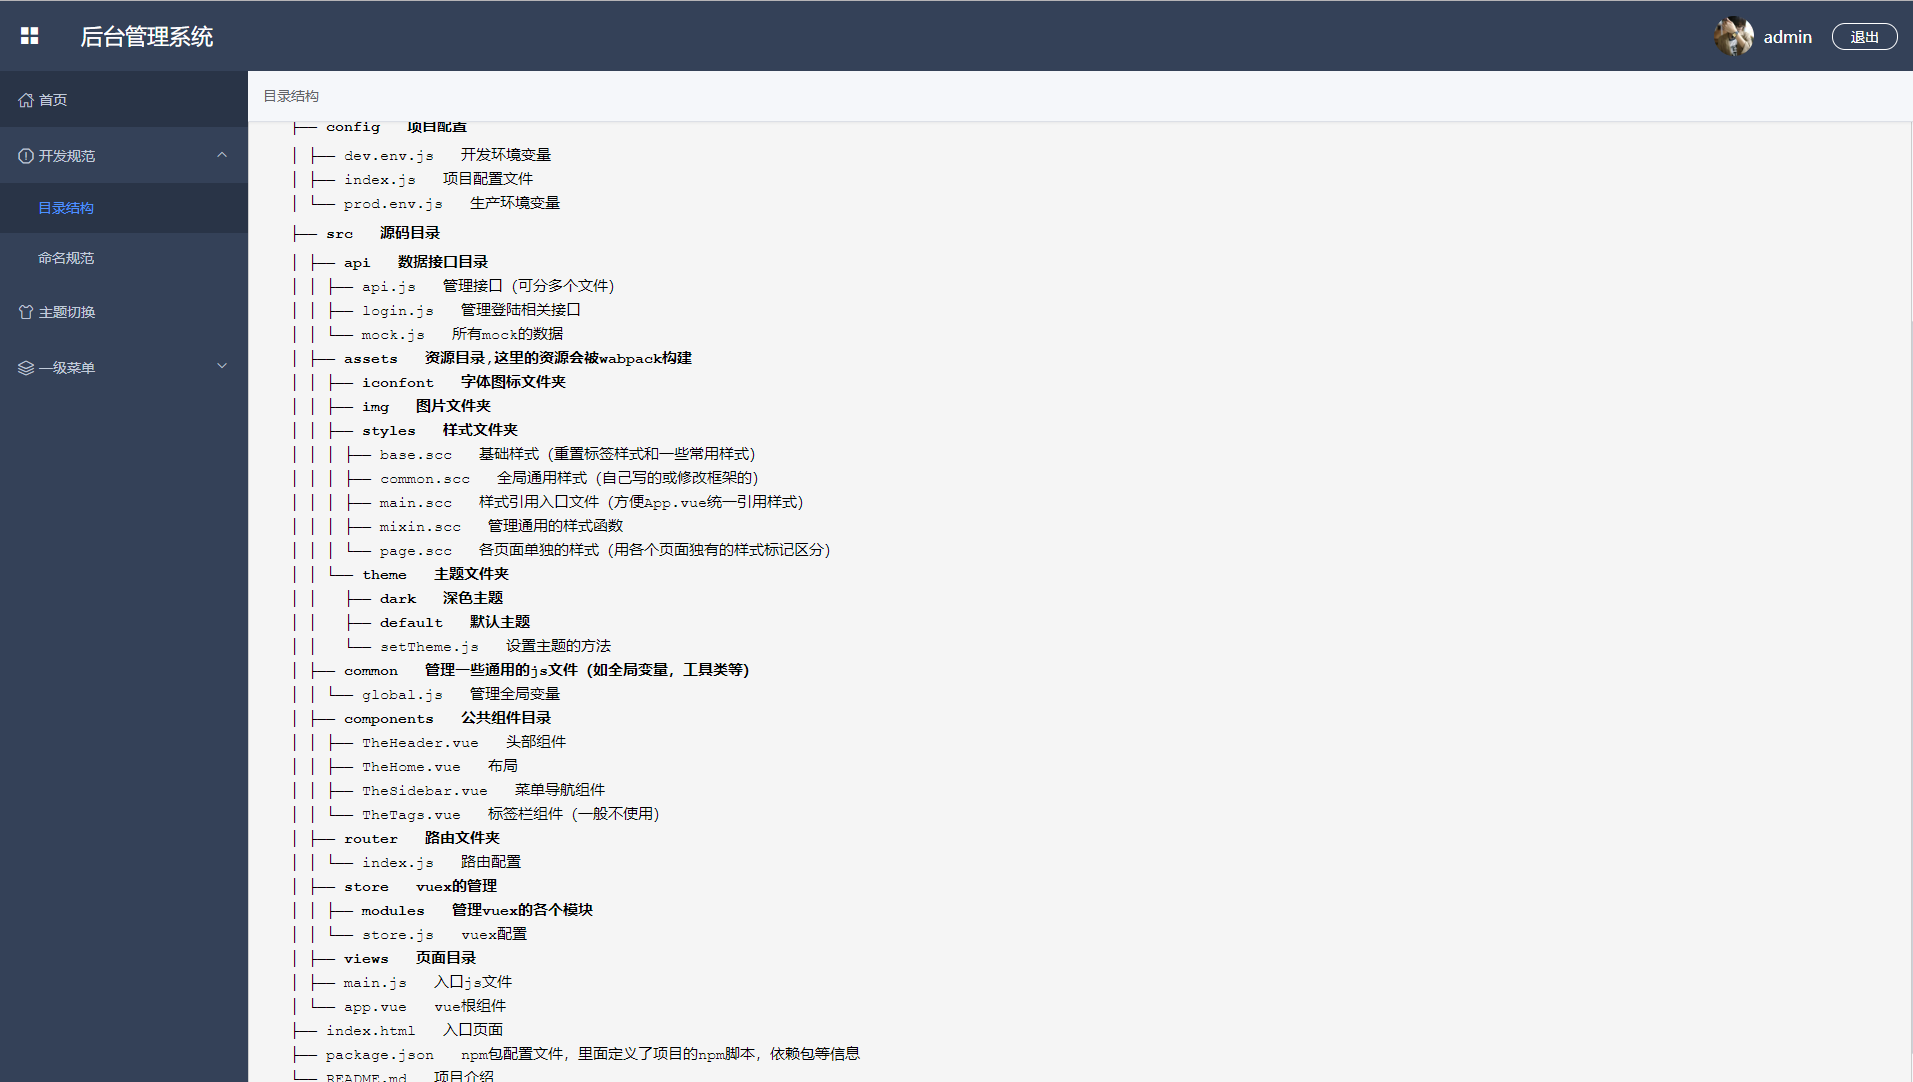 后台管理系统
admin
退出
首页
开发规范
目录结构
命名规范
主题切换
一级菜单
目录结构
├── config 项目配置
│ ├── dev.env.js 开发环境变量
│ ├── index.js 项目配置文件
│ └── prod.env.js 生产环境变量
├── src 源码目录
│ ├── api 数据接口目录
│ │ ├── api.js 管理接口（可分多个文件）
│ │ ├── login.js 管理登陆相关接口
│ │ └── mock.js 所有mock的数据
│ ├── assets 资源目录,这里的资源会被wabpack构建
│ │ ├── iconfont 字体图标文件夹
│ │ ├── img 图片文件夹
│ │ ├── styles 样式文件夹
│ │ │ ├── base.scc 基础样式（重置标签样式和一些常用样式）
│ │ │ ├── common.scc 全局通用样式（自己写的或修改框架的）
│ │ │ ├── main.scc 样式引用入口文件（方便App.vue统一引用样式）
│ │ │ ├── mixin.scc 管理通用的样式函数
│ │ │ └── page.scc 各页面单独的样式（用各个页面独有的样式标记区分）
│ │ └── theme 主题文件夹
│ │   ├── dark 深色主题
│ │   ├── default 默认主题
│ │   └── setTheme.js 设置主题的方法
│ ├── common 管理一些通用的js文件（如全局变量，工具类等）
│ │ └── global.js 管理全局变量
│ ├── components 公共组件目录
│ │ ├── TheHeader.vue 头部组件
│ │ ├── TheHome.vue 布局
│ │ ├── TheSidebar.vue 菜单导航组件
│ │ └── TheTags.vue 标签栏组件（一般不使用）
│ ├── router 路由文件夹
│ │ └── index.js 路由配置
│ ├── store vuex的管理
│ │ ├── modules 管理vuex的各个模块
│ │ └── store.js vuex配置
│ ├── views 页面目录
│ ├── main.js 入口js文件
│ └── app.vue vue根组件
├── index.html 入口页面
├── package.json npm包配置文件，里面定义了项目的npm脚本，依赖包等信息
└── README.md 项目介绍